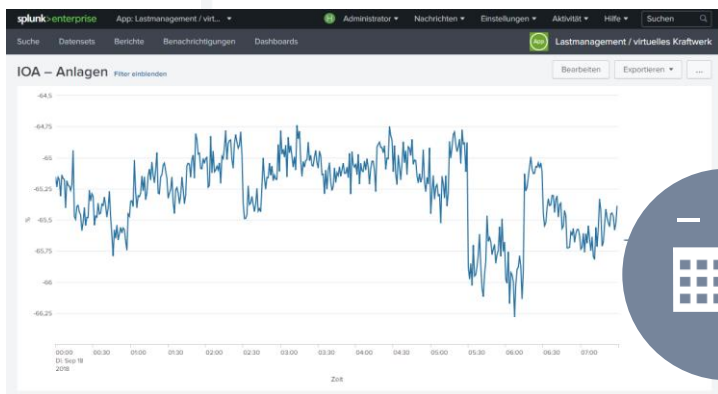 splunk>enterprise App: Lastmanagement / virt... Administrator Nachrichten Einstellungen Aktivität Hilfe Suchen
Suche Datensets Berichte Benachrichtigungen Dashboards App Lastmanagement / virtuelles Kraftwerk
IOA – Anlagen Filter einblenden Bearbeiten Exportieren ...
-64,5
-64,75
-65
-65,25
-65,5
-65,75
-66
-66,25
%
00:00 00:30 01:00 01:30 02:00 02:30 03:00 03:30 04:00 04:30 05:00 05:30 06:00 06:30 07:00
Di. Sep 18
2018
Zeit